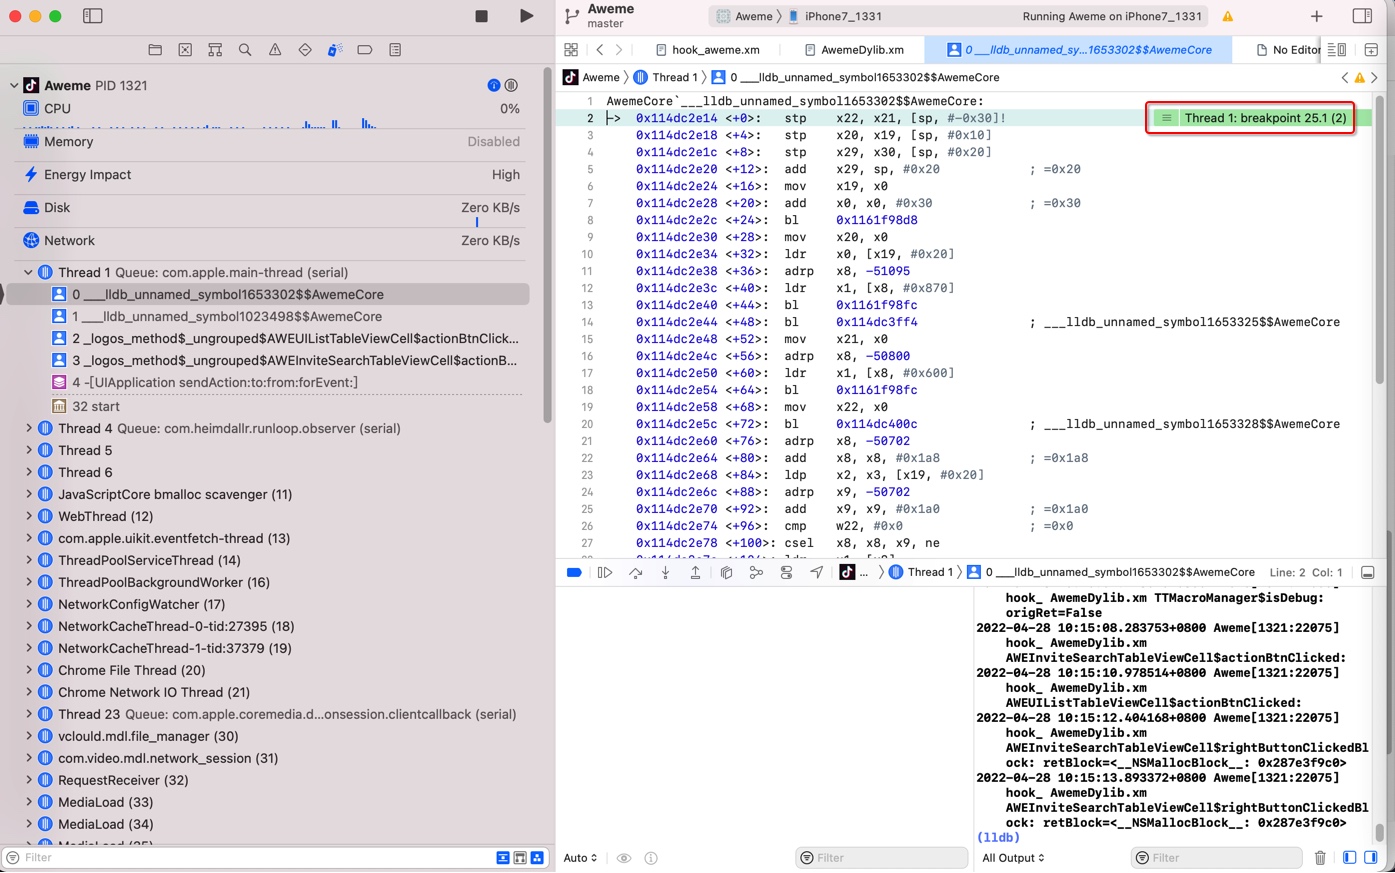 Aweme
master
Aweme
iPhone7_1331
Running Aweme on iPhone7_1331
hook_aweme.xm
AwemeDylib.xm
0 ___lldb_unnamed_sy...1653302$$AwemeCore
No Editor
Aweme PID 1321
CPU
0%
Memory
Disabled
Energy Impact
High
Disk
Zero KB/s
Network
Zero KB/s
Thread 1 Queue: com.apple.main-thread (serial)
0 ___lldb_unnamed_symbol1653302$$AwemeCore
1 ___lldb_unnamed_symbol1023498$$AwemeCore
2 _logos_method$_ungrouped$AWEUIListTableViewCell$actionBtnClick...
3 _logos_method$_ungrouped$AWEInviteSearchTableViewCell$actionB...
4 -[UIApplication sendAction:to:from:forEvent:]
32 start
Thread 4 Queue: com.heimdallr.runloop.observer (serial)
Thread 5
Thread 6
JavaScriptCore bmalloc scavenger (11)
WebThread (12)
com.apple.uikit.eventfetch-thread (13)
ThreadPoolServiceThread (14)
ThreadPoolBackgroundWorker (16)
NetworkConfigWatcher (17)
NetworkCacheThread-0-tid:27395 (18)
NetworkCacheThread-1-tid:37379 (19)
Chrome File Thread (20)
Chrome Network IO Thread (21)
Thread 23 Queue: com.apple.coremedia.d...onsession.clientcallback (serial)
vclould.mdl.file_manager (30)
com.video.mdl.network_session (31)
RequestReceiver (32)
MediaLoad (33)
MediaLoad (34)
Filter
Aweme
Thread 1
0 ___lldb_unnamed_symbol1653302$$AwemeCore
1 AwemeCore`___lldb_unnamed_symbol1653302$$AwemeCore:
2 -> 0x114dc2e14 <+0>: stp x22, x21, [sp, #-0x30]!
Thread 1: breakpoint 25.1 (2)
3 0x114dc2e18 <+4>: stp x20, x19, [sp, #0x10]
4 0x114dc2e1c <+8>: stp x29, x30, [sp, #0x20]
5 0x114dc2e20 <+12>: add x29, sp, #0x20 ; =0x20
6 0x114dc2e24 <+16>: mov x19, x0
7 0x114dc2e28 <+20>: add x0, x0, #0x30 ; =0x30
8 0x114dc2e2c <+24>: bl 0x1161f98d8
9 0x114dc2e30 <+28>: mov x20, x0
10 0x114dc2e34 <+32>: ldr x0, [x19, #0x20]
11 0x114dc2e38 <+36>: adrp x8, -51095
12 0x114dc2e3c <+40>: ldr x1, [x8, #0x870]
13 0x114dc2e40 <+44>: bl 0x1161f98fc
14 0x114dc2e44 <+48>: bl 0x114dc3ff4 ; ___lldb_unnamed_symbol1653325$$AwemeCore
15 0x114dc2e48 <+52>: mov x21, x0
16 0x114dc2e4c <+56>: adrp x8, -50800
17 0x114dc2e50 <+60>: ldr x1, [x8, #0x600]
18 0x114dc2e54 <+64>: bl 0x1161f98fc
19 0x114dc2e58 <+68>: mov x22, x0
20 0x114dc2e5c <+72>: bl 0x114dc400c ; ___lldb_unnamed_symbol1653328$$AwemeCore
21 0x114dc2e60 <+76>: adrp x8, -50702
22 0x114dc2e64 <+80>: add x8, x8, #0x1a8 ; =0x1a8
23 0x114dc2e68 <+84>: ldp x2, x3, [x19, #0x20]
24 0x114dc2e6c <+88>: adrp x9, -50702
25 0x114dc2e70 <+92>: add x9, x9, #0x1a0 ; =0x1a0
26 0x114dc2e74 <+96>: cmp w22, #0x0 ; =0x0
27 0x114dc2e78 <+100>: csel x8, x8, x9, ne
... Thread 1
0 ___lldb_unnamed_symbol1653302$$AwemeCore
Line: 2 Col: 1
hook_ AwemeDylib.xm TTMacroManager$isDebug:
origRet=False
2022-04-28 10:15:08.283753+0800 Aweme[1321:22075]
hook_ AwemeDylib.xm
AWEInviteSearchTableViewCell$actionBtnClicked:
2022-04-28 10:15:10.978514+0800 Aweme[1321:22075]
hook_ AwemeDylib.xm
AWEUIListTableViewCell$actionBtnClicked:
2022-04-28 10:15:12.404168+0800 Aweme[1321:22075]
hook_ AwemeDylib.xm
AWEInviteSearchTableViewCell$rightButtonClickedBl
ock: retBlock=<__NSMallocBlock__: 0x287e3f9c0>
2022-04-28 10:15:13.893372+0800 Aweme[1321:22075]
hook_ AwemeDylib.xm
AWEInviteSearchTableViewCell$rightButtonClickedBl
ock: retBlock=<__NSMallocBlock__: 0x287e3f9c0>
(lldb)
Auto
Filter
All Output
Filter